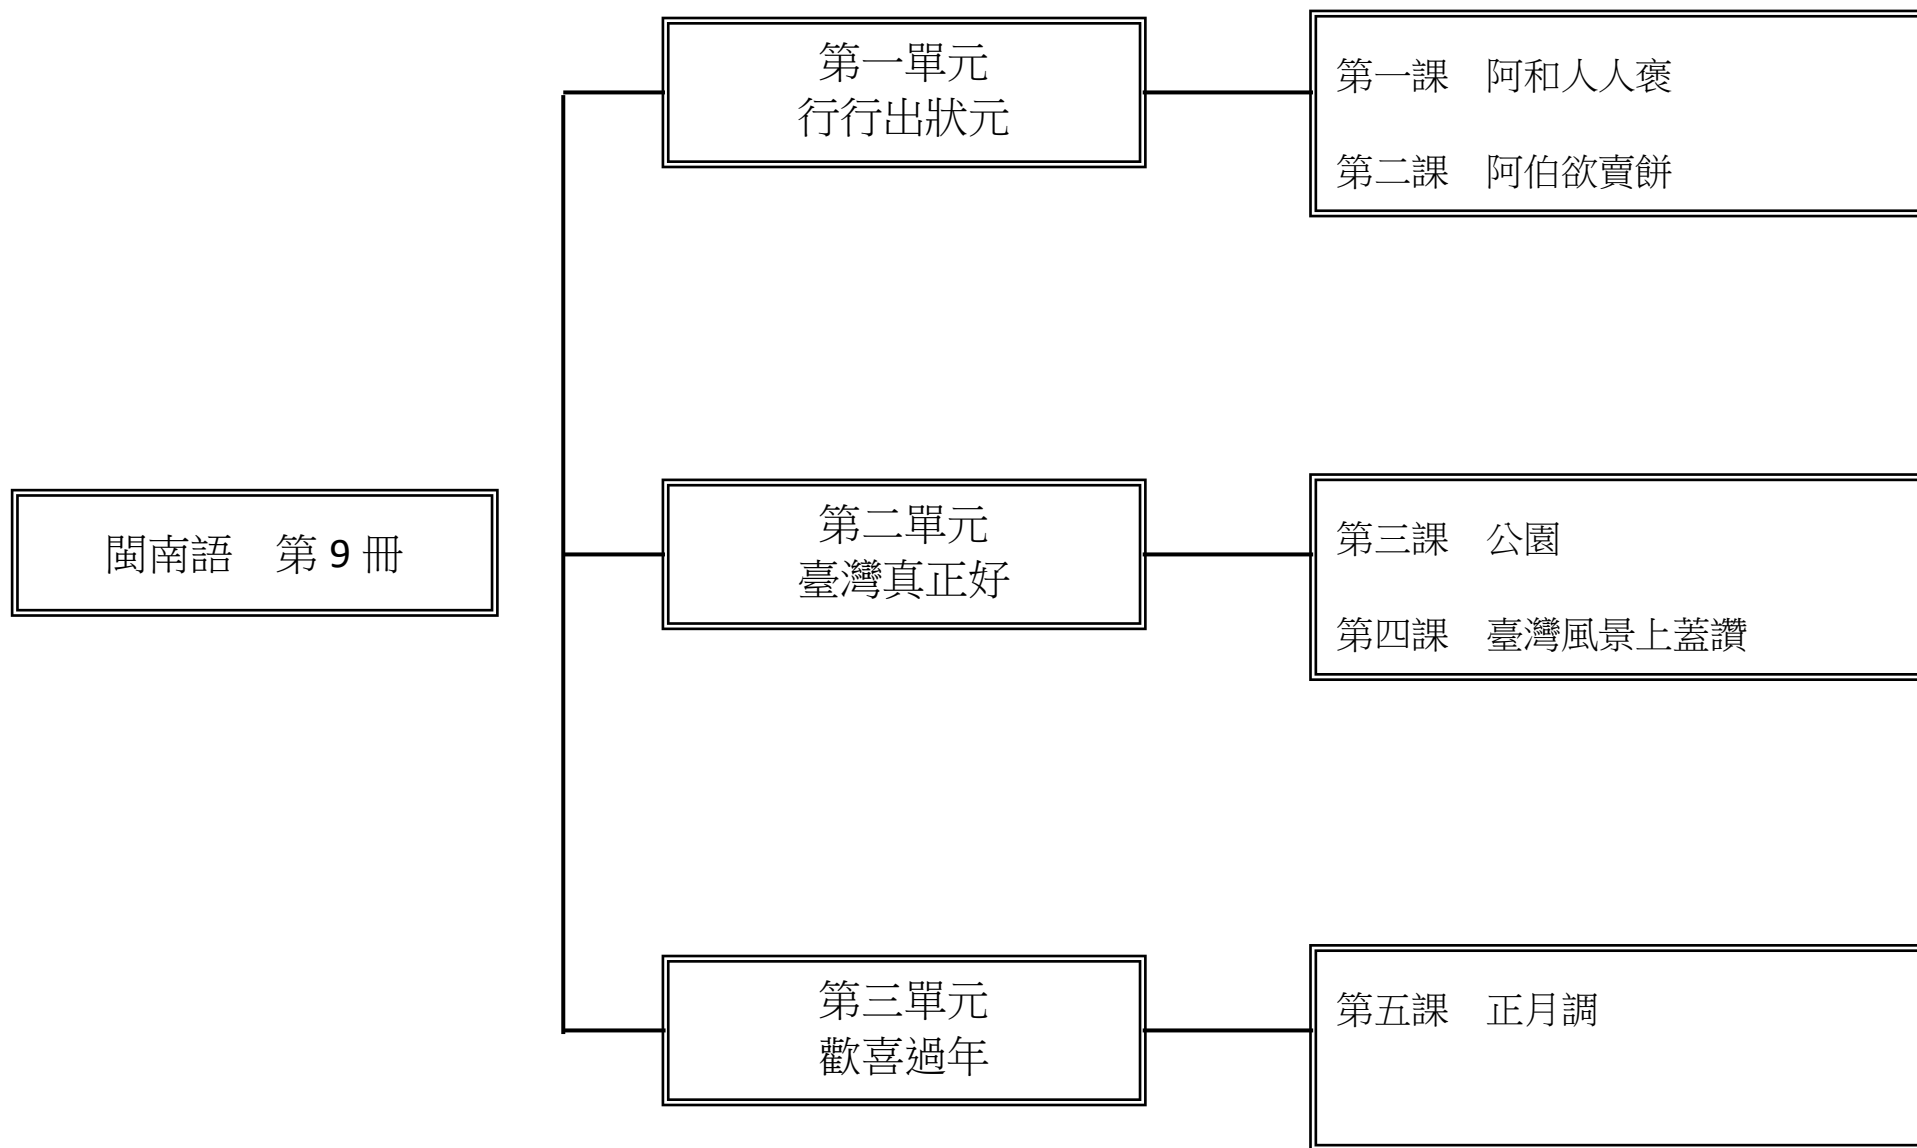 閩南語　第 9 冊
第一單元
行行出狀元
第一課　阿和人人褒
第二課　阿伯欲賣餅
第二單元
臺灣真正好
第三課　公園
第四課　臺灣風景上蓋讚
第三單元
歡喜過年
第五課　正月調